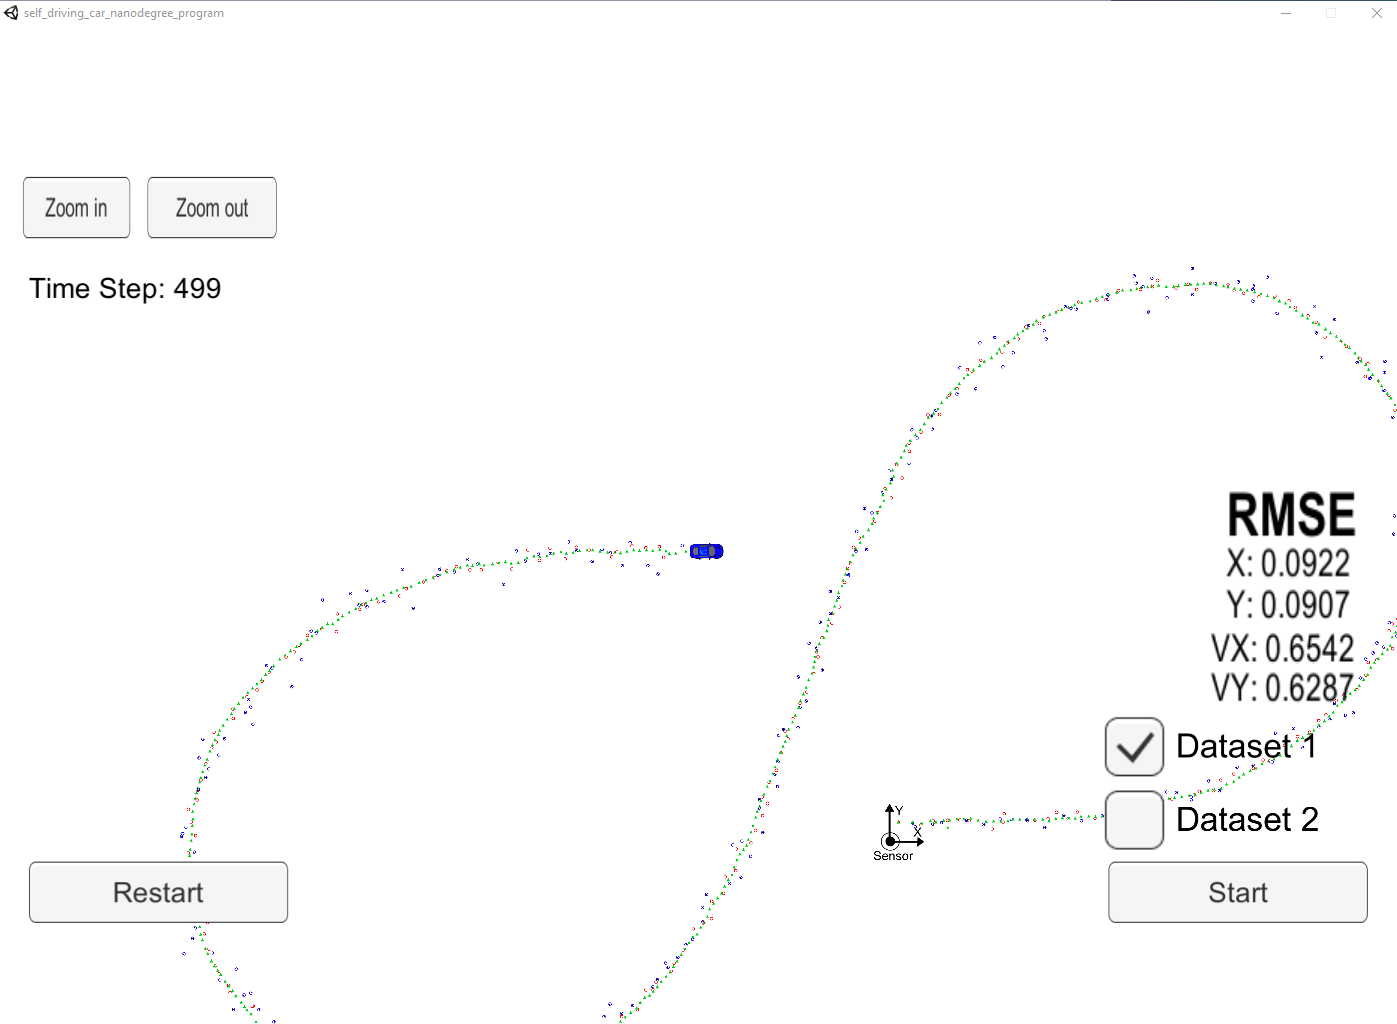 self_driving_car_nanodegree_program
Zoom in
Zoom out
Time Step: 499
RMSE
X: 0.0922
Y: 0.0907
VX: 0.6542
VY: 0.6287
Dataset 1
Dataset 2
Y
X
Sensor
Restart
Start